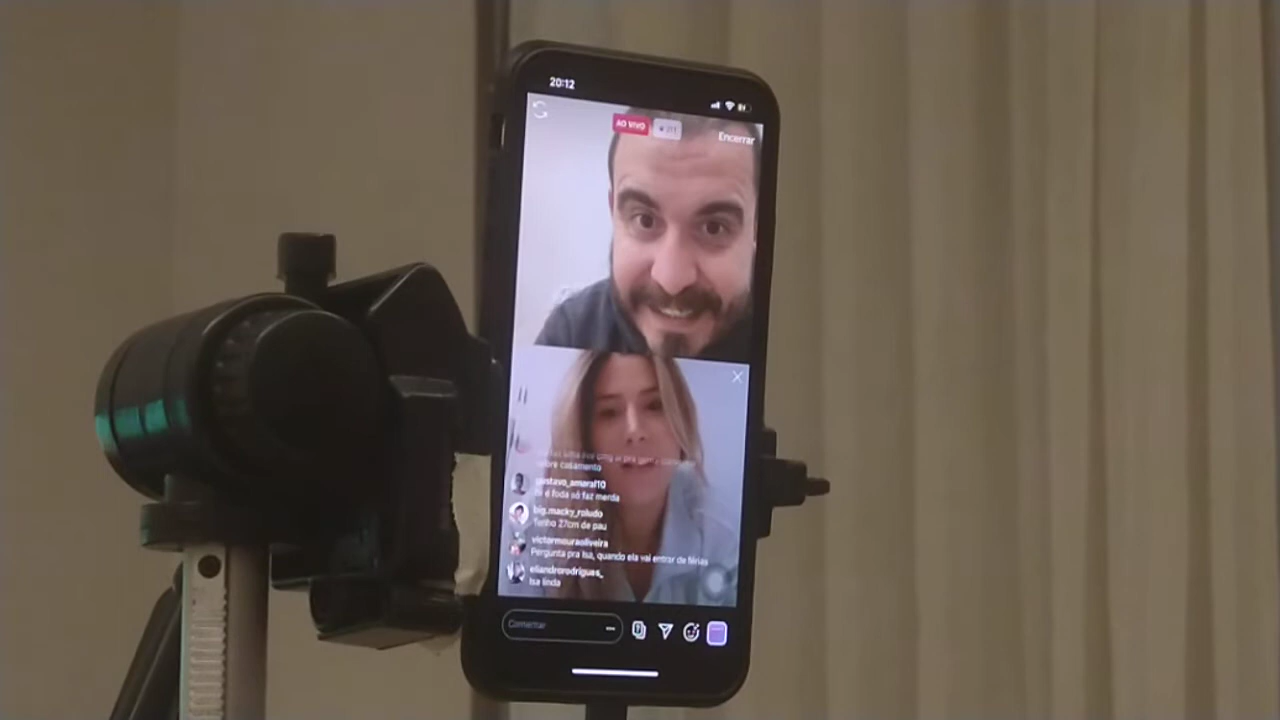 20:12
AO VIVO
Encerrar
sobre casamento
gustavo_amaral10
é foda só faz merda
big.macky_roludo
Tenho 27cm de pau
victormouraoliveira
Pergunta pra Isa, quando ela vai entrar de férias
eliandrorodrigues_
Isa linda
Comentar